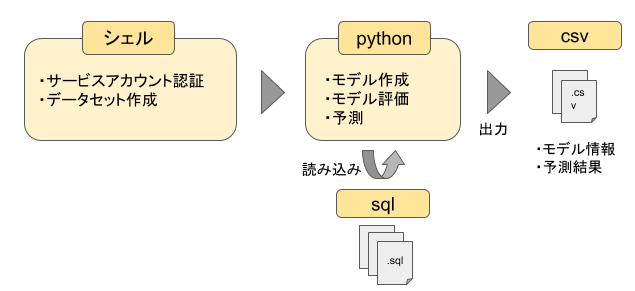 シェル
・サービスアカウント認証
・データセット作成
python
・モデル作成
・モデル評価
・予測
出力
csv
.cs
v
・モデル情報
・予測結果
読み込み
sql
.sql